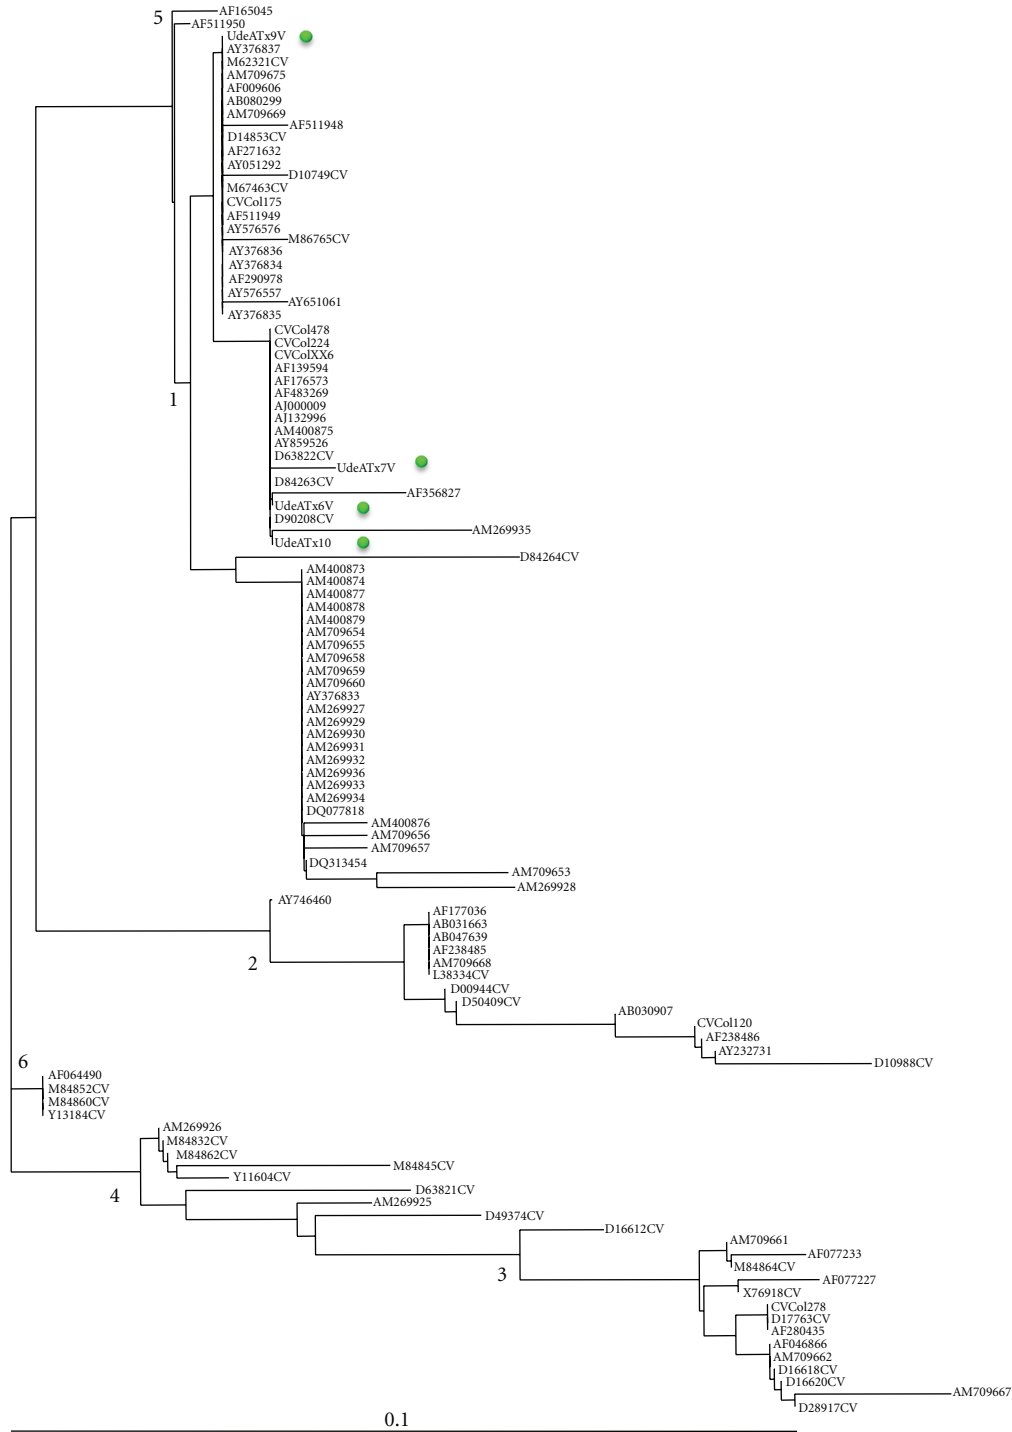 5
AF165045
AF511950
UdeATx9V
AY376837
M62321CV
AM709675
AF009606
AB080299
AM709669
AF511948
D14853CV
AF271632
AY051292
D10749CV
M67463CV
CVCol175
AF511949
AY576576
M86765CV
AY376836
AY376834
AF290978
AY576557
AY651061
AY376835
CVCol478
CVCol224
CVColXX6
AF139594
AF176573
1
AF483269
AJ000009
AJ132996
AM400875
AY859526
D63822CV
UdeATx7V
D84263CV
AF356827
UdeATx6V
D90208CV
AM269935
UdeATx10
D84264CV
AM400873
AM400874
AM400877
AM400878
AM400879
AM709654
AM709655
AM709658
AM709659
AM709660
AY376833
AM269927
AM269929
AM269930
AM269931
AM269932
AM269936
AM269933
AM269934
DQ077818
AM400876
AM709656
AM709657
DQ313454
AM709653
AM269928
AY746460
AF177036
AB031663
AB047639
AF238485
AM709668
2
L38334CV
D00944CV
D50409CV
AB030907
CVCol120
AF238486
AY232731
D10988CV
6
AF064490
M84852CV
M84860CV
Y13184CV
AM269926
M84832CV
M84862CV
M84845CV
Y11604CV
4
D63821CV
AM269925
D49374CV
D16612CV
3
AM709661
AF077233
M84864CV
AF077227
X76918CV
CVCol278
D17763CV
AF280435
AF046866
AM709662
D16618CV
D16620CV
AM709667
D28917CV
0.1